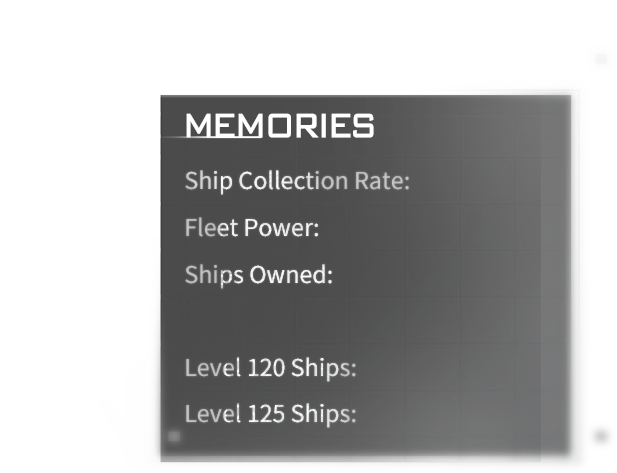 MEMORIES
Ship Collection Rate:
Fleet Power:
Ships Owned:
Level 120 Ships:
Level 125 Ships: